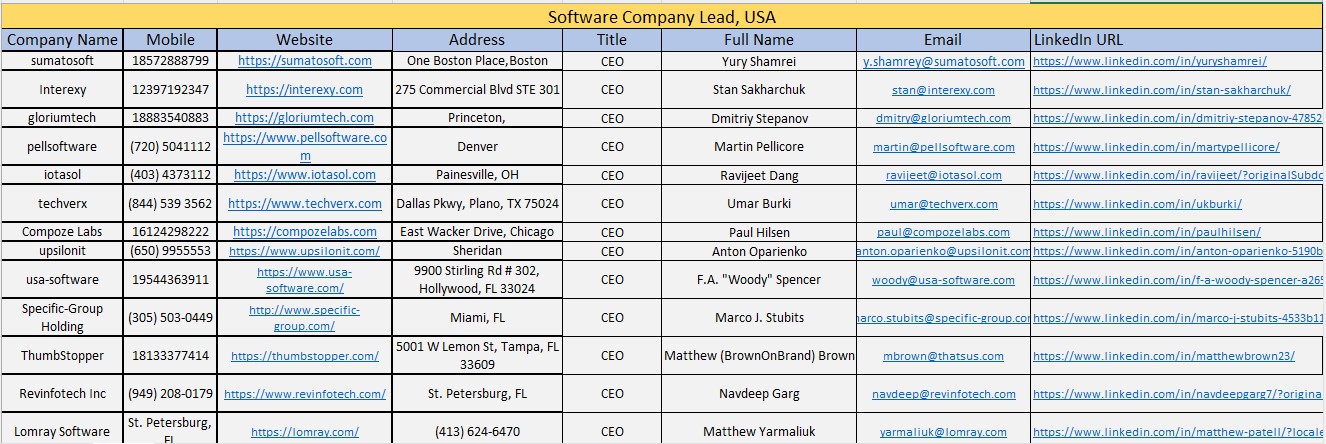 Software Company Lead, USA
Company Name Mobile Website Address Title Full Name Email LinkedIn URL
sumatosoft 18572888799 https://sumatosoft.com One Boston Place,Boston CEO Yury Shamrei y.shamrey@sumatosoft.com https://www.linkedin.com/in/yuryshamrei/
Interexy 12397192347 https://interexy.com 275 Commercial Blvd STE 301 CEO Stan Sakharchuk stan@interexy.com https://www.linkedin.com/in/stan-sakharchuk/
gloriumtech 18883540883 https://gloriumtech.com Princeton, CEO Dmitriy Stepanov dmitry@gloriumtech.com https://www.linkedin.com/in/dmitriy-stepanov-47852
pellsoftware (720) 5041112 https://www.pellsoftware.co
m Denver CEO Martin Pellicore martin@pellsoftware.com https://www.linkedin.com/in/martypellicore/
iotasol (403) 4373112 https://www.iotasol.com Painesville, OH CEO Ravijeet Dang ravijeet@iotasol.com https://www.linkedin.com/in/ravijeet/?originalSubdo
techverx (844) 539 3562 https://www.techverx.com Dallas Pkwy, Plano, TX 75024 CEO Umar Burki umar@techverx.com https://www.linkedin.com/in/ukburki/
Compoze Labs 16124298222 https://compozelabs.com East Wacker Drive, Chicago CEO Paul Hilsen paul@compozelabs.com https://www.linkedin.com/in/paulhilsen/
upsilonit (650) 9955553 https://www.upsilonit.com/ Sheridan CEO Anton Oparienko anton.oparienko@upsilonit.com https://www.linkedin.com/in/anton-oparienko-5190b
usa-software 19544363911 https://www.usa-
software.com/ 9900 Stirling Rd # 302,
Hollywood, FL 33024 CEO F.A. "Woody" Spencer woody@usa-software.com https://www.linkedin.com/in/f-a-woody-spencer-a265
Specific-Group
Holding (305) 503-0449 http://www.specific-
group.com/ Miami, FL CEO Marco J. Stubits marco.stubits@specific-group.com https://www.linkedin.com/in/marco-j-stubits-4533b11
ThumbStopper 18133377414 https://thumbstopper.com/ 5001 W Lemon St, Tampa, FL
33609 CEO Matthew (BrownOnBrand) Brown mbrown@thatsus.com https://www.linkedin.com/in/matthewbrown23/
Revinfotech Inc (949) 208-0179 https://www.revinfotech.com/ St. Petersburg, FL CEO Navdeep Garg navdeep@revinfotech.com https://www.linkedin.com/in/navdeepgarg7/?origina
Lomray Software St. Petersburg,
FL https://lomray.com/ (413) 624-6470 CEO Matthew Yarmaliuk yarmaliuk@lomray.com https://www.linkedin.com/in/matpatell/?locale